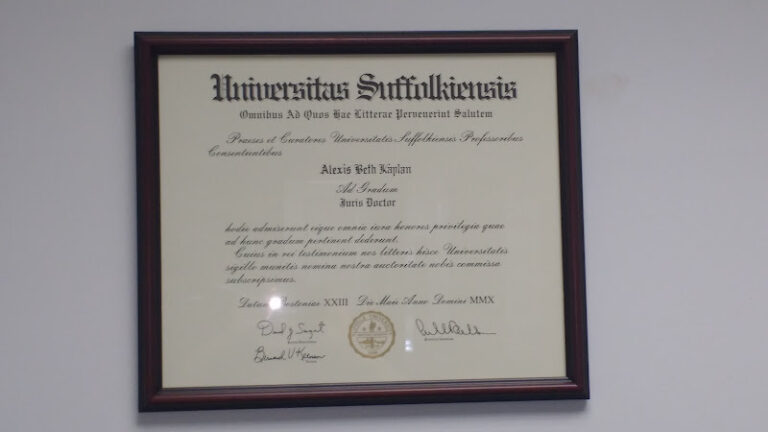 Universitas Suffolkiensis
Omnibus Ad Quos Hae Litterae Pervenerint Salutem
Praeses et Curatores Universitatis Suffolkiensis Professoribus
Consentientibus
Alexis Beth Kaplan
Ad Gradum
Juris Doctor
hodie admiserunt eique omnia iura honores privilegia quae
ad hunc gradum pertinent dederunt.
Cuius in rei testimonium nos litteris hisce Universitatis
sigillo munitis nomina nostra auctoritate nobis commissa
subscripsimus.
Bostoniae XXIII Die Maii Anno Domini MMX
David J Sargent